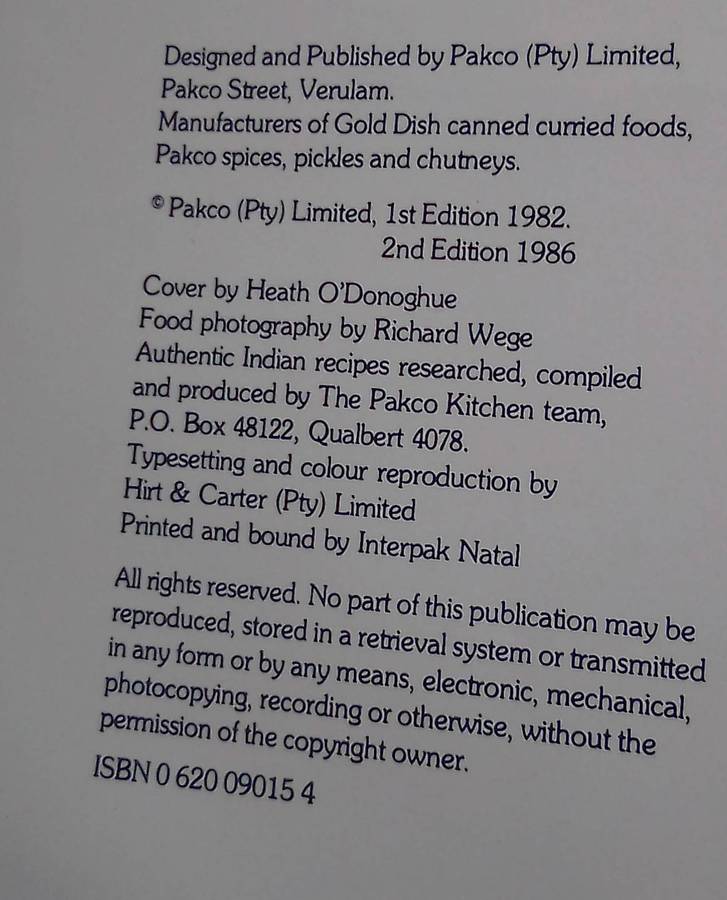 Designed and Published by Pakco (Pty) Limited,
Pakco Street, Verulam.
Manufacturers of Gold Dish canned curried foods,
Pakco spices, pickles and chutneys.
© Pakco (Pty) Limited, 1st Edition 1982.
2nd Edition 1986
Cover by Heath O'Donoghue
Food photography by Richard Wege
Authentic Indian recipes researched, compiled
and produced by The Pakco Kitchen team,
P.O. Box 48122, Qualbert 4078.
Typesetting and colour reproduction by
Hirt & Carter (Pty) Limited
Printed and bound by Interpak Natal
All rights reserved. No part of this publication may be
reproduced, stored in a retrieval system or transmitted
in any form or by any means, electronic, mechanical,
photocopying, recording or otherwise, without the
permission of the copyright owner.
ISBN 0 620 09015 4